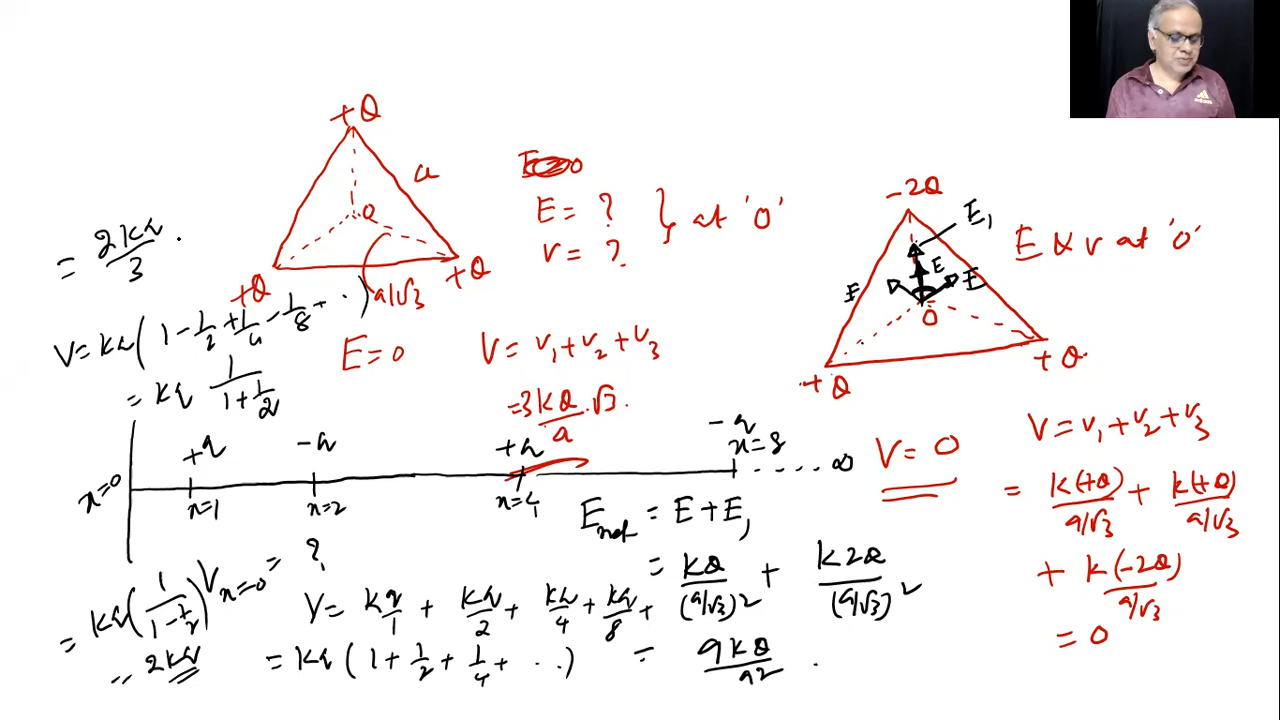 +Q
a
+Q
+Q
O
a/√3
E = ?
V = ?
} at 'O'
E = 0
V = V₁ + V₂ + V₃
= 3kQ/a · √3 .
-2Q
E₁
E
E
E
O
+Q
+Q
E & V at 'O'
V = V₁ + V₂ + V₃
= k(+Q)/(a/√3) + k(+Q)/(a/√3)
+ k(-2Q)/(a/√3)
= 0
V = 0
E_net = E + E₁
= kQ/(a/√3)² + k2Q/(a/√3)²
= 9kQ/a² .
x=0
+q
x=1
-q
x=2
+q
x=4
-q
x=8
.... ∞
V_{x=0} = ?
V = kq/1 + kq/2 + kq/4 + kq/8 +
= kq ( 1 + 1/2 + 1/4 + ... )
= kq ( 1/(1 - 1/2) )
= 2kq
V = kq ( 1 - 1/2 + 1/4 - 1/8 + .. )
= kq 1/(1 + 1/2)
= 2kq/3 .
adidas